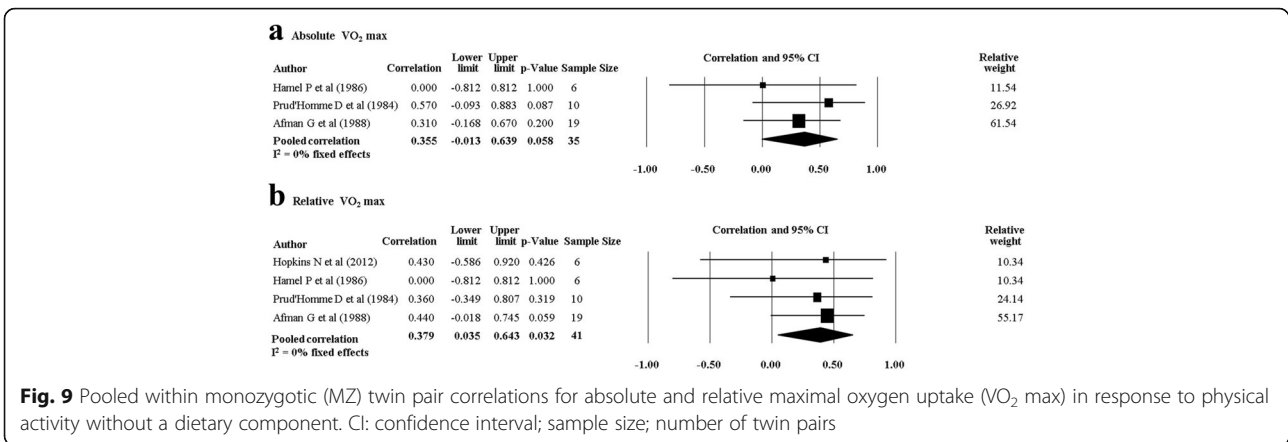 a Absolute VO₂ max
Author Correlation Lower limit Upper limit p-Value Sample Size Correlation and 95% CI Relative weight
Hamel P et al (1986) 0.000 -0.812 0.812 1.000 6 11.54
Prud'Homme D et al (1984) 0.570 -0.093 0.883 0.087 10 26.92
Afman G et al (1988) 0.310 -0.168 0.670 0.200 19 61.54
Pooled correlation 0.355 -0.013 0.639 0.058 35
I² = 0% fixed effects
-1.00 -0.50 0.00 0.50 1.00
b Relative VO₂ max
Author Correlation Lower limit Upper limit p-Value Sample Size Correlation and 95% CI Relative weight
Hopkins N et al (2012) 0.430 -0.586 0.920 0.426 6 10.34
Hamel P et al (1986) 0.000 -0.812 0.812 1.000 6 10.34
Prud'Homme D et al (1984) 0.360 -0.349 0.807 0.319 10 24.14
Afman G et al (1988) 0.440 -0.018 0.745 0.059 19 55.17
Pooled correlation 0.379 0.035 0.643 0.032 41
I² = 0% fixed effects
-1.00 -0.50 0.00 0.50 1.00
Fig. 9 Pooled within monozygotic (MZ) twin pair correlations for absolute and relative maximal oxygen uptake (VO₂ max) in response to physical
activity without a dietary component. CI: confidence interval; sample size; number of twin pairs